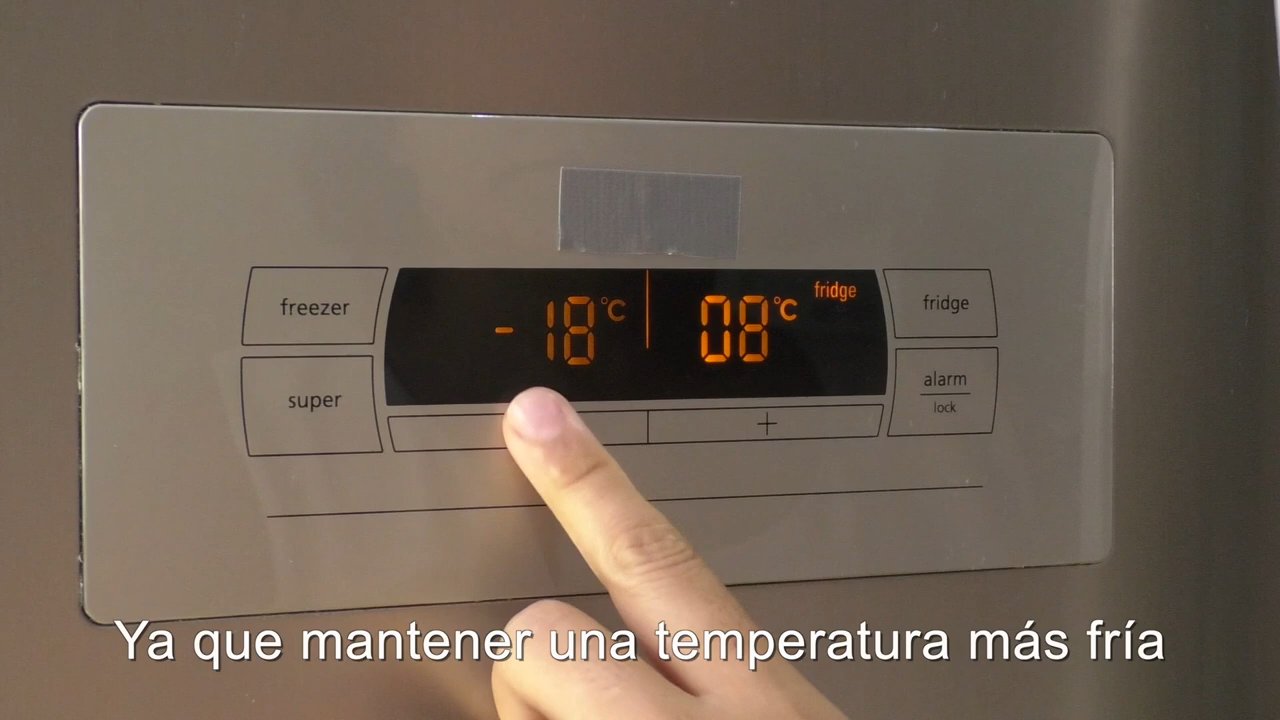 freezer
super
-18°C
08°C
fridge
+
fridge
alarm
lock
Ya que mantener una temperatura más fría